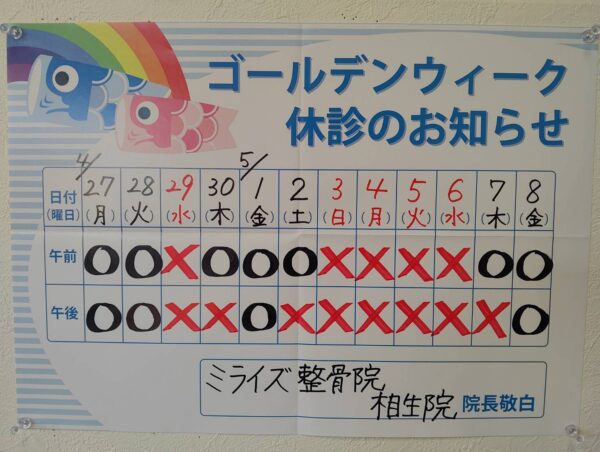 ゴールデンウィーク
休診のお知らせ
4/ 5/
日付 27 28 29 30 1 2 3 4 5 6 7 8
(曜日) (月) (火) (水) (木) (金) (土) (日) (月) (火) (水) (木) (金)
午前 O O X O O O X X X X O O
午後 O O X X O X X X X X X O
ミライズ整骨院
相生院 院長敬白